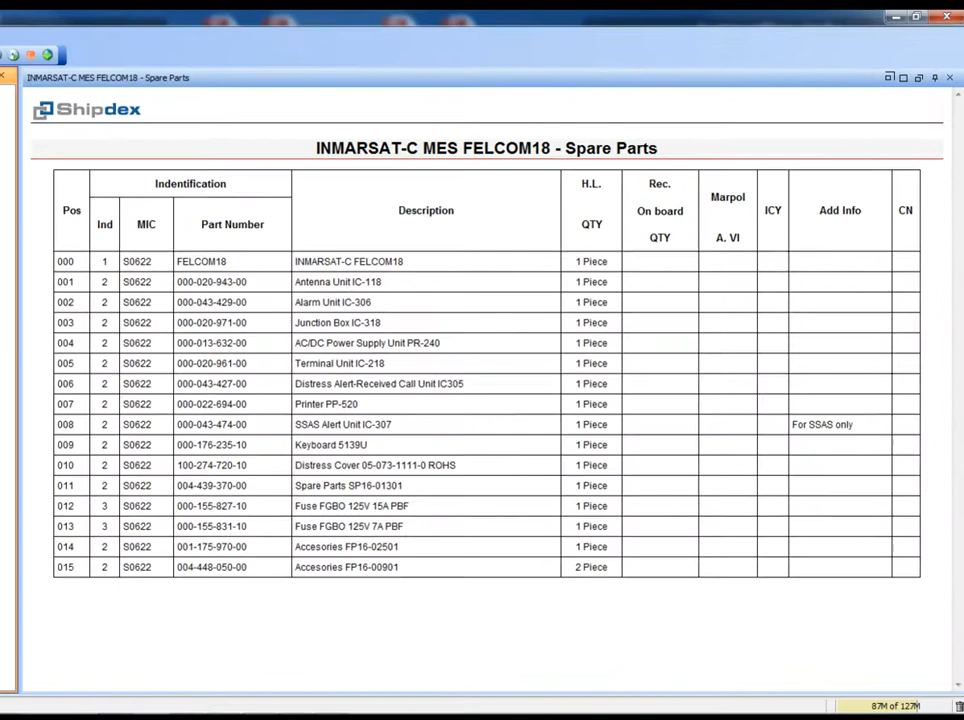 INMARSAT-C MES FELCOM18 - Spare Parts
Shipdex
INMARSAT-C MES FELCOM18 - Spare Parts
Pos Indentification Description H.L. QTY Rec. On board QTY Marpol A. VI ICY Add Info CN
Ind MIC Part Number
000 1 S0622 FELCOM18 INMARSAT-C FELCOM18 1 Piece
001 2 S0622 000-020-943-00 Antenna Unit IC-118 1 Piece
002 2 S0622 000-043-429-00 Alarm Unit IC-306 1 Piece
003 2 S0622 000-020-971-00 Junction Box IC-318 1 Piece
004 2 S0622 000-013-632-00 AC/DC Power Supply Unit PR-240 1 Piece
005 2 S0622 000-020-961-00 Terminal Unit IC-218 1 Piece
006 2 S0622 000-043-427-00 Distress Alert-Received Call Unit IC305 1 Piece
007 2 S0622 000-022-694-00 Printer PP-520 1 Piece
008 2 S0622 000-043-474-00 SSAS Alert Unit IC-307 1 Piece For SSAS only
009 2 S0622 000-176-235-10 Keyboard 5139U 1 Piece
010 2 S0622 100-274-720-10 Distress Cover 05-073-1111-0 ROHS 1 Piece
011 2 S0622 004-439-370-00 Spare Parts SP16-01301 1 Piece
012 3 S0622 000-155-827-10 Fuse FGBO 125V 15A PBF 1 Piece
013 3 S0622 000-155-831-10 Fuse FGBO 125V 7A PBF 1 Piece
014 2 S0622 001-175-970-00 Accesories FP16-02501 1 Piece
015 2 S0622 004-448-050-00 Accesories FP16-00901 2 Piece
87M of 127M